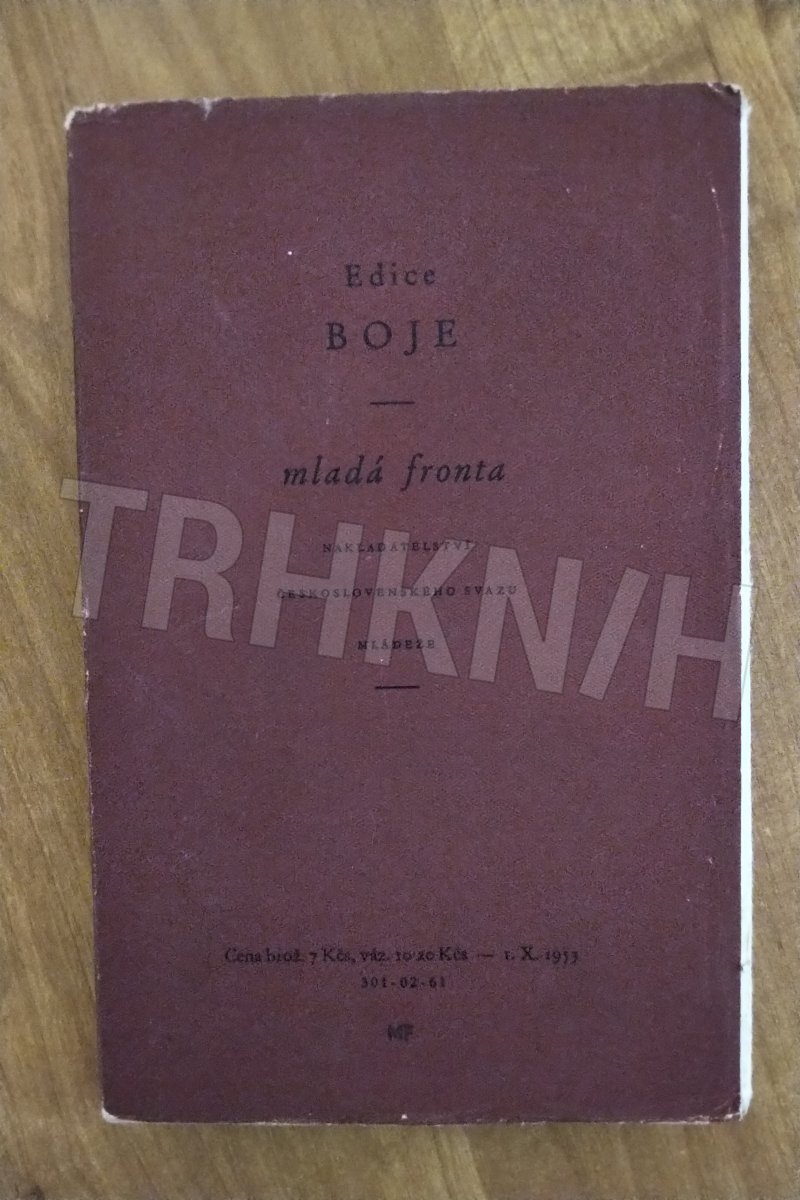 Edice
BOJE
mladá fronta
NAKLADATELSTVÍ
ČESKOSLOVENSKÉHO SVAZU
MLÁDEŽE
TRHKN/H
Cena brož. 7 Kčs, váz. 10·20 Kčs — 1. X. 1953
301-02-61
MF